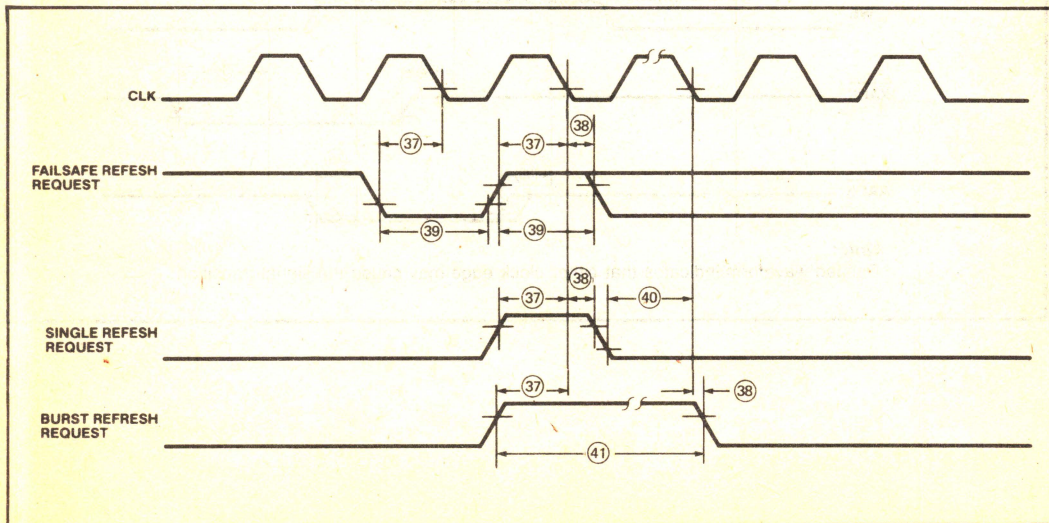 CLK
37 37 38
FAILSAFE REFESH
REQUEST
39 39
38
37 40
SINGLE REFESH
REQUEST
37 38
BURST REFRESH
REQUEST
41